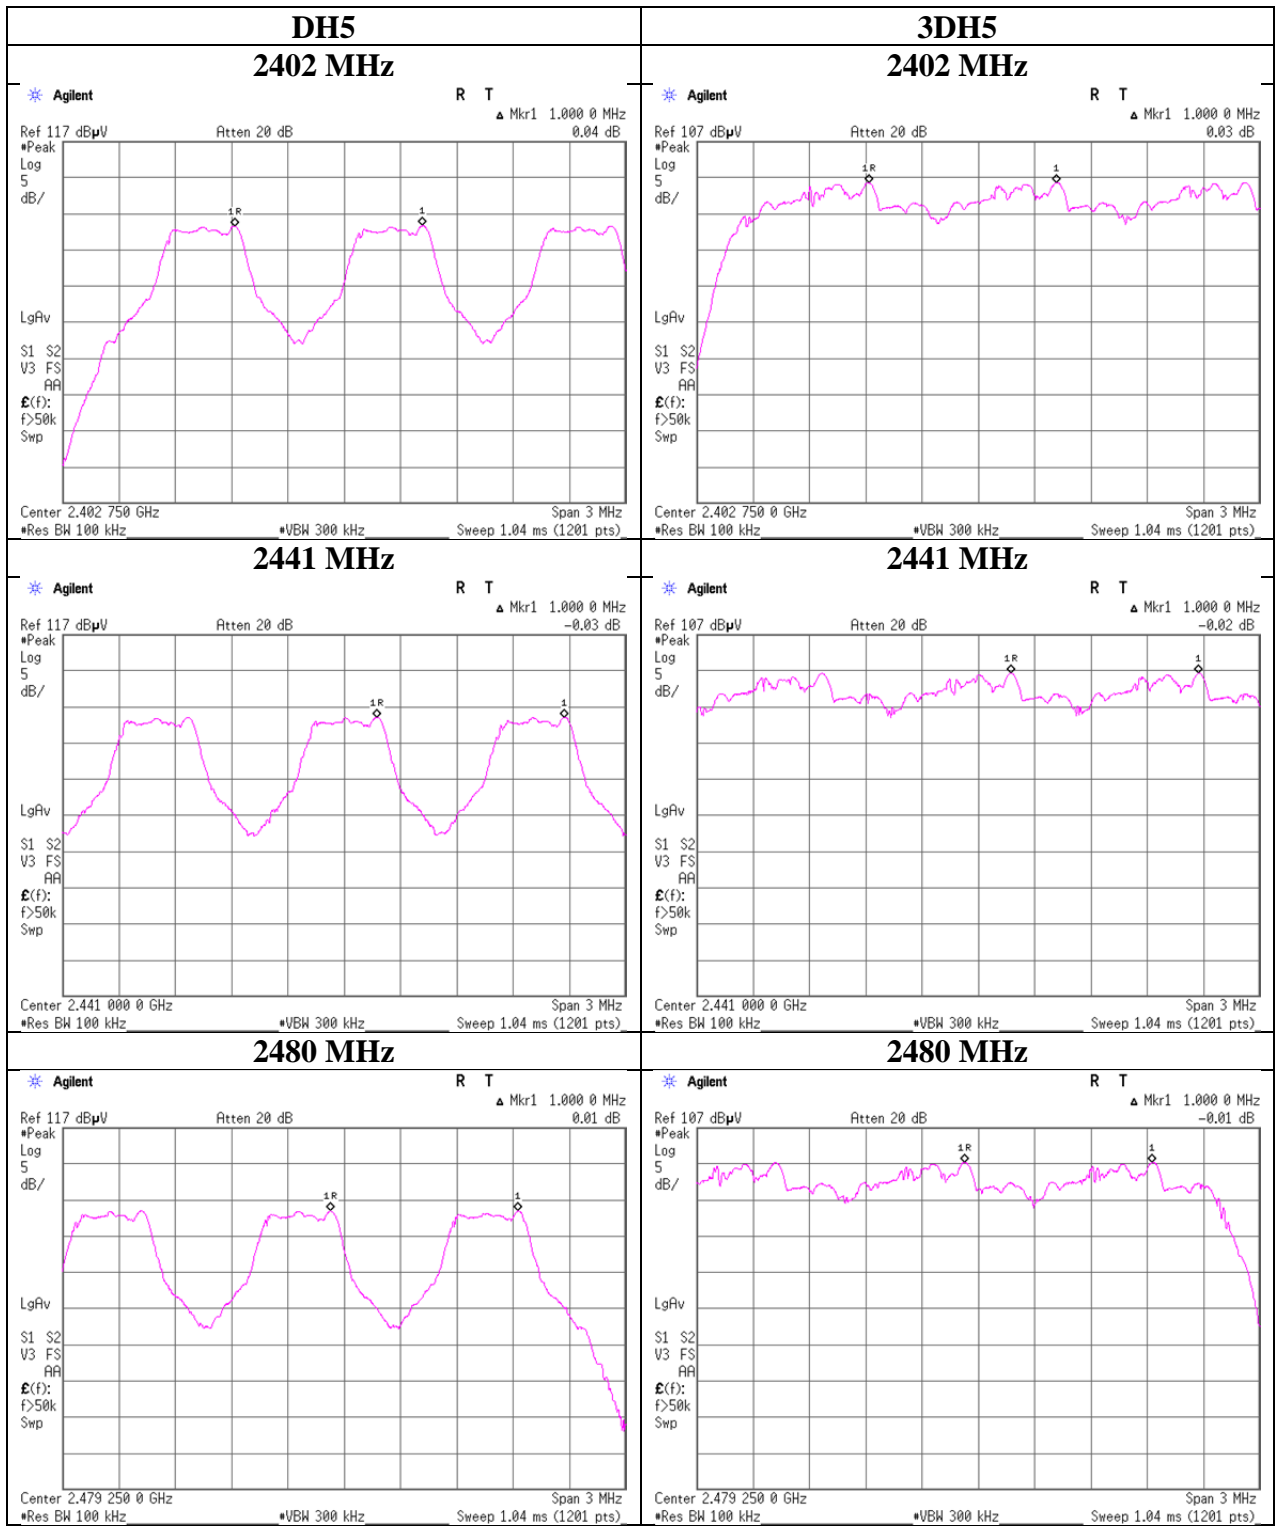 DH5 3DH5
2402 MHz 2402 MHz
Agilent R T
Δ Mkr1 1.000 0 MHz
Ref 117 dBµV Atten 20 dB 0.04 dB
#Peak
Log
5
dB/
1R 1
LgAv
S1 S2
V3 FS
AA
£(f):
f>50k
Swp
Center 2.402 750 GHz Span 3 MHz
#Res BW 100 kHz #VBW 300 kHz Sweep 1.04 ms (1201 pts)
Agilent R T
Δ Mkr1 1.000 0 MHz
Ref 107 dBµV Atten 20 dB 0.03 dB
#Peak
Log
5
dB/
1R 1
LgAv
S1 S2
V3 FS
AA
£(f):
f>50k
Swp
Center 2.402 750 0 GHz Span 3 MHz
#Res BW 100 kHz #VBW 300 kHz Sweep 1.04 ms (1201 pts)
2441 MHz 2441 MHz
Agilent R T
Δ Mkr1 1.000 0 MHz
Ref 117 dBµV Atten 20 dB -0.03 dB
#Peak
Log
5
dB/
1R 1
LgAv
S1 S2
V3 FS
AA
£(f):
f>50k
Swp
Center 2.441 000 0 GHz Span 3 MHz
#Res BW 100 kHz #VBW 300 kHz Sweep 1.04 ms (1201 pts)
Agilent R T
Δ Mkr1 1.000 0 MHz
Ref 107 dBµV Atten 20 dB -0.02 dB
#Peak
Log
5
dB/
1R 1
LgAv
S1 S2
V3 FS
AA
£(f):
f>50k
Swp
Center 2.441 000 0 GHz Span 3 MHz
#Res BW 100 kHz #VBW 300 kHz Sweep 1.04 ms (1201 pts)
2480 MHz 2480 MHz
Agilent R T
Δ Mkr1 1.000 0 MHz
Ref 117 dBµV Atten 20 dB 0.01 dB
#Peak
Log
5
dB/
1R 1
LgAv
S1 S2
V3 FS
AA
£(f):
f>50k
Swp
Center 2.479 250 0 GHz Span 3 MHz
#Res BW 100 kHz #VBW 300 kHz Sweep 1.04 ms (1201 pts)
Agilent R T
Δ Mkr1 1.000 0 MHz
Ref 107 dBµV Atten 20 dB -0.01 dB
#Peak
Log
5
dB/
1R 1
LgAv
S1 S2
V3 FS
AA
£(f):
f>50k
Swp
Center 2.479 250 0 GHz Span 3 MHz
#Res BW 100 kHz #VBW 300 kHz Sweep 1.04 ms (1201 pts)